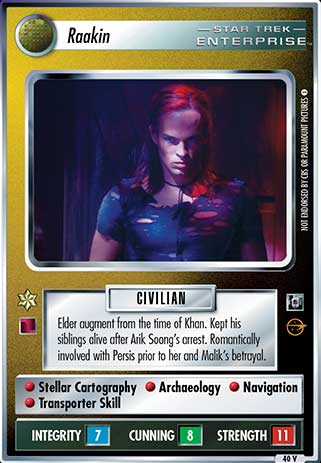 Raakin
STAR TREK
ENTERPRISE™
NOT ENDORSED BY CBS OR PARAMOUNT PICTURES
CIVILIAN
Elder augment from the time of Khan. Kept his
siblings alive after Arik Soong's arrest. Romantically
involved with Persis prior to her and Malik's betrayal.
Stellar Cartography Archaeology Navigation
Transporter Skill
INTEGRITY 7 CUNNING 8 STRENGTH 11
40 V